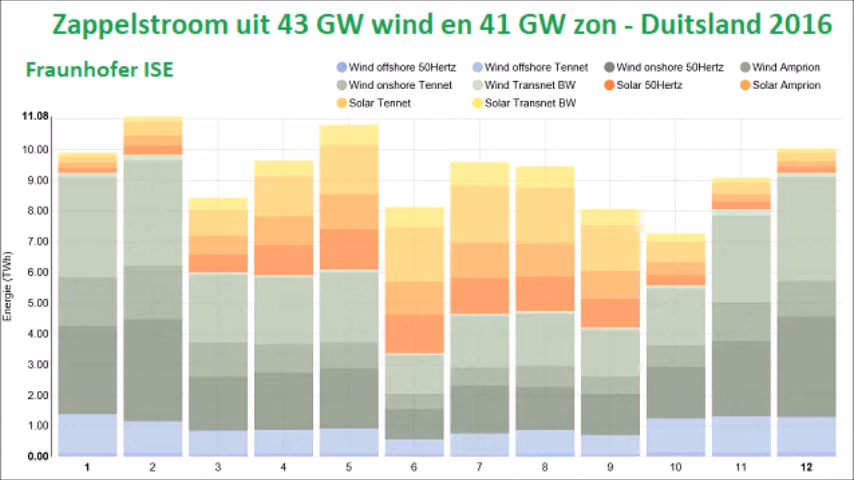 Zappelstroom uit 43 GW wind en 41 GW zon - Duitsland 2016
Fraunhofer ISE
Wind offshore 50Hertz Wind offshore Tennet Wind onshore 50Hertz Wind Amprion
Wind onshore Tennet Wind Transnet BW Solar 50Hertz Solar Amprion
Solar Tennet Solar Transnet BW
11.08
10.00
9.00
8.00
7.00
6.00
5.00
4.00
3.00
2.00
1.00
0.00
Energie (TWh)
1 2 3 4 5 6 7 8 9 10 11 12